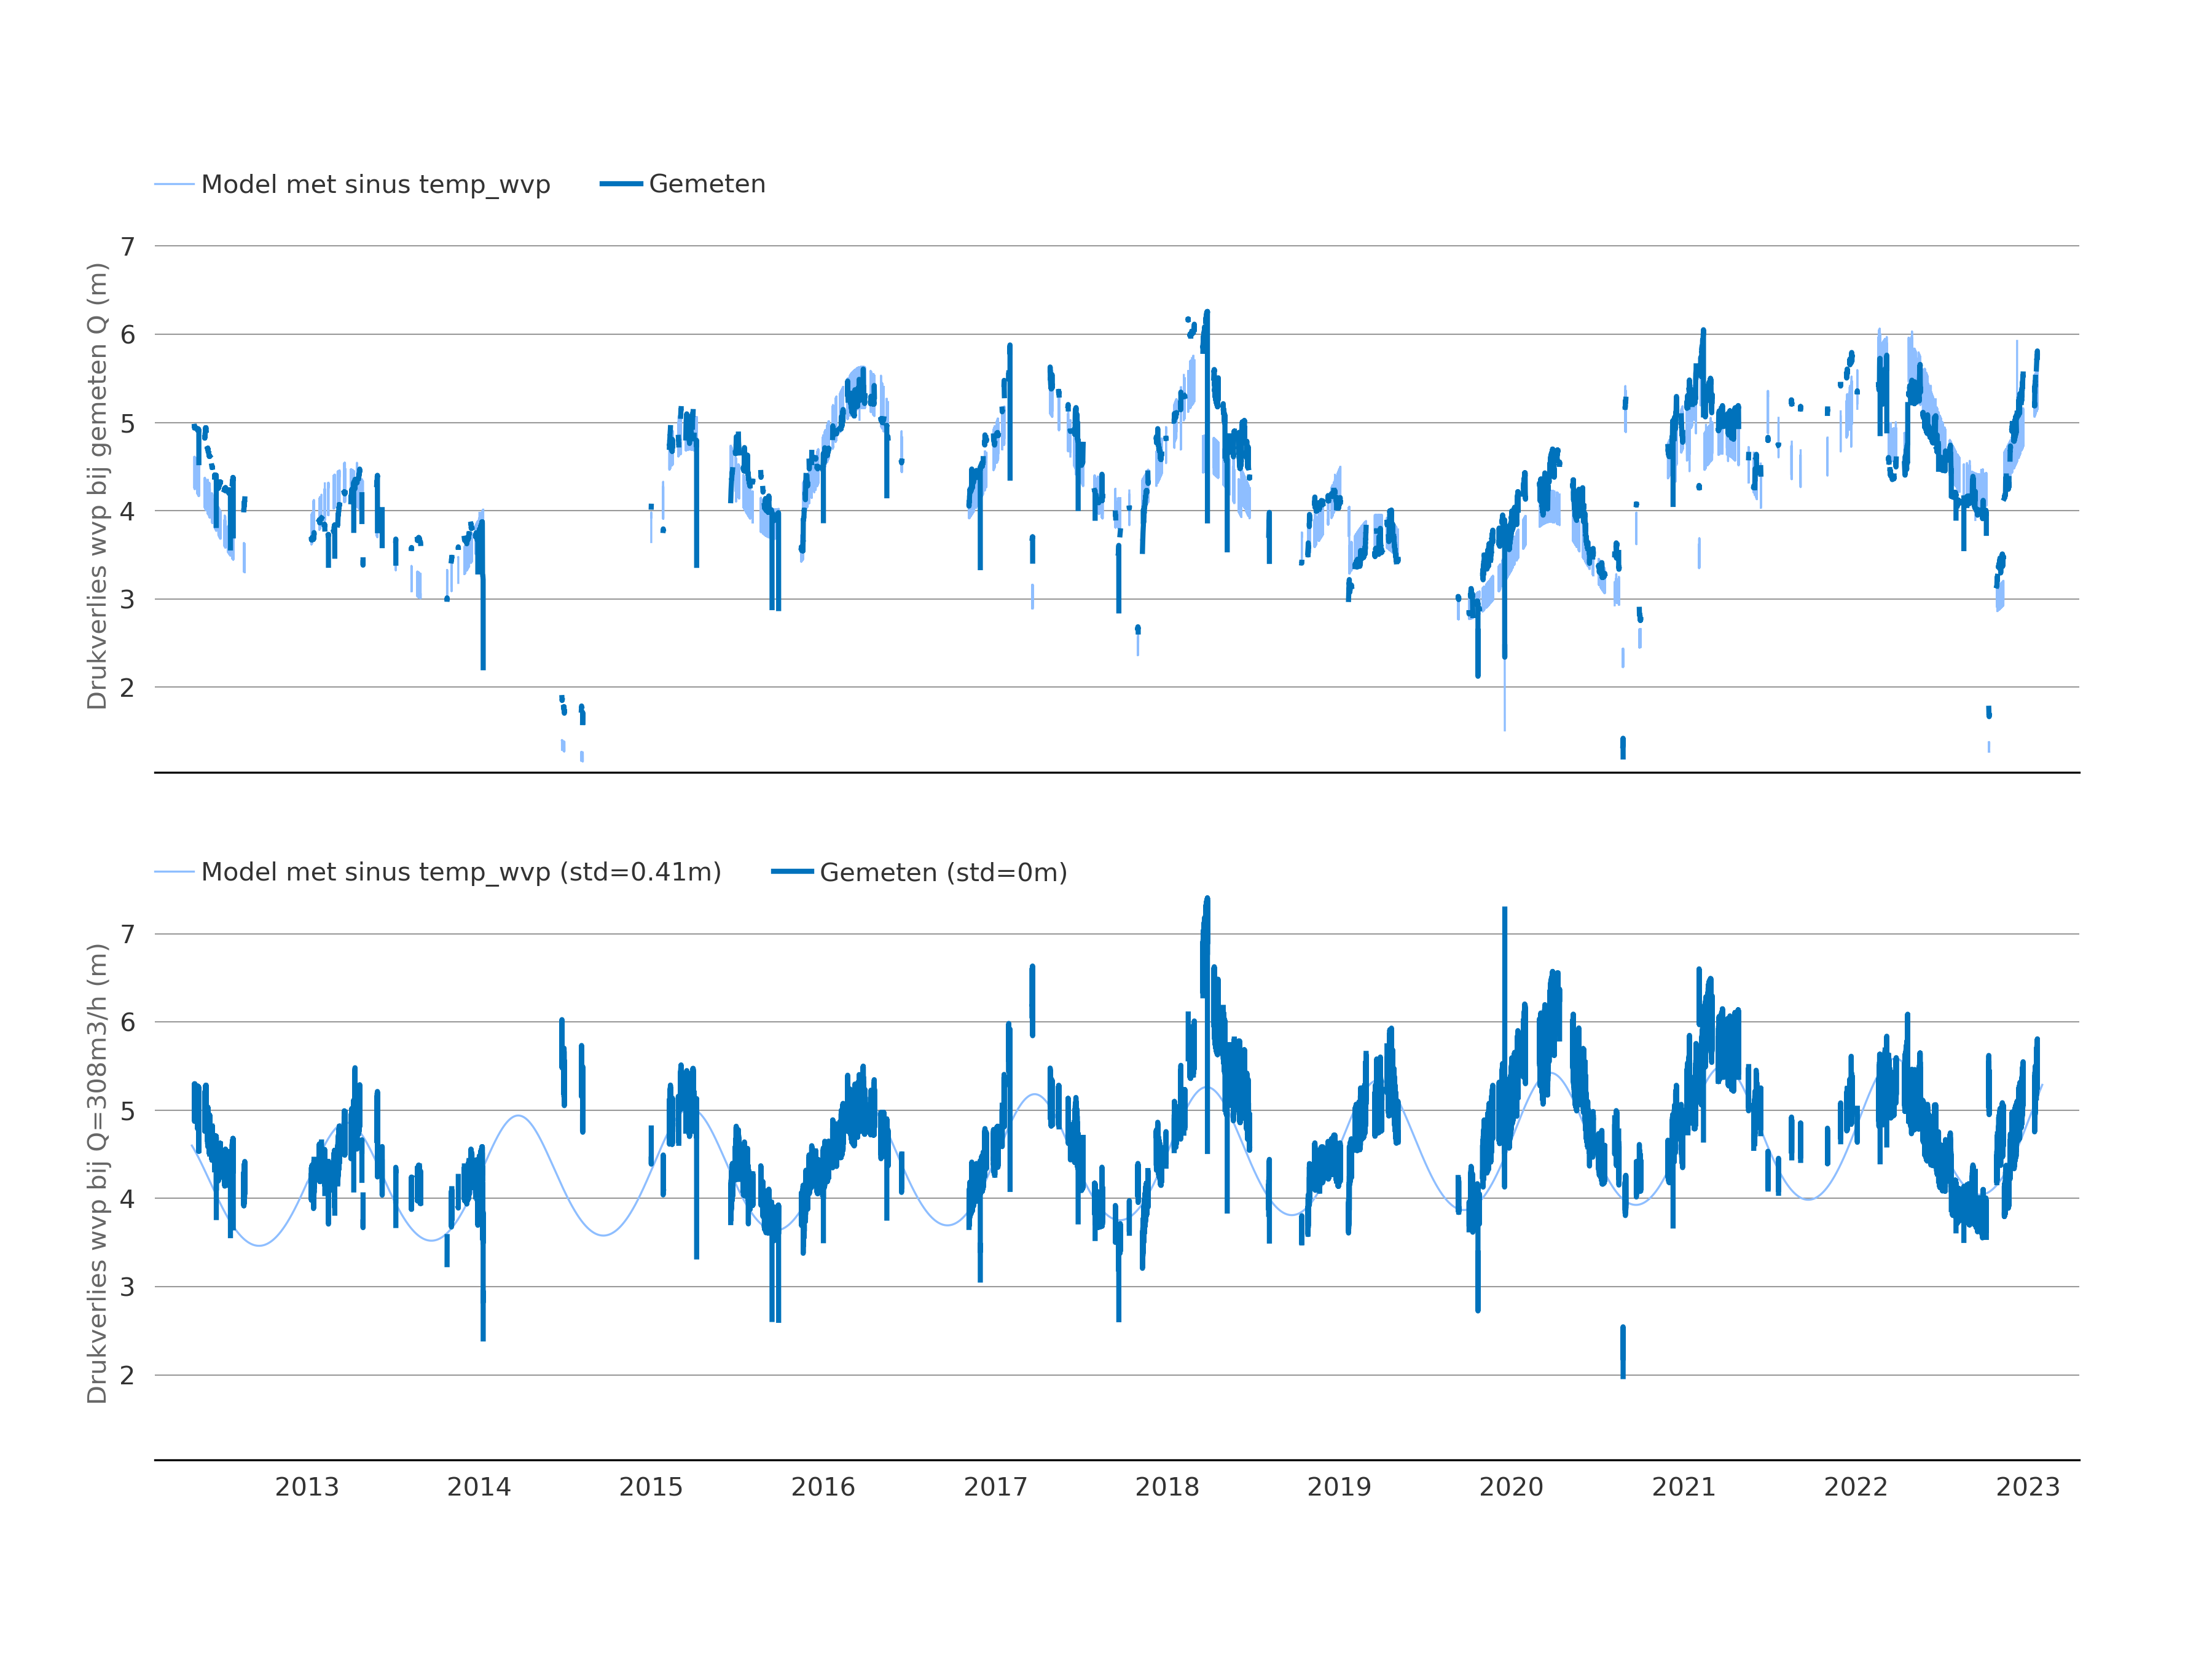 Model met sinus temp_wvp Gemeten
Drukverlies wvp bij gemeten Q (m)
7
6
5
4
3
2
Model met sinus temp_wvp (std=0.41m) Gemeten (std=0m)
Drukverlies wvp bij Q=308m3/h (m)
7
6
5
4
3
2
2013 2014 2015 2016 2017 2018 2019 2020 2021 2022 2023